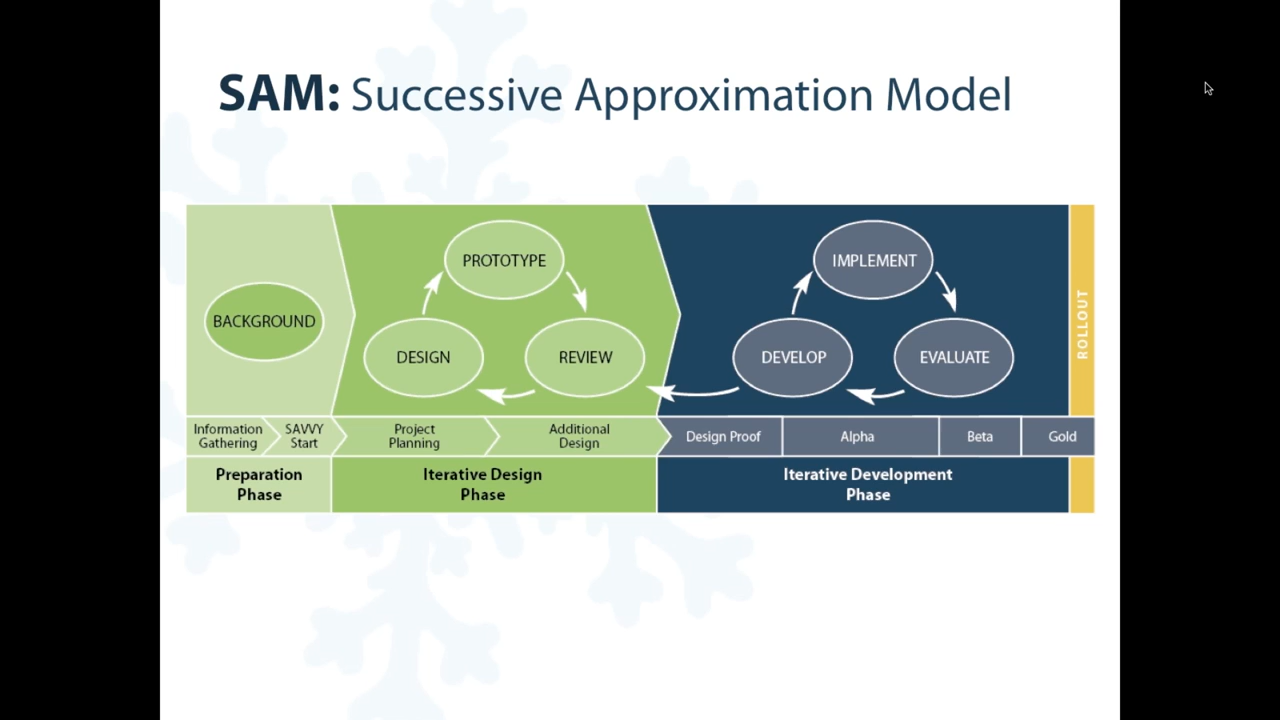 SAM: Successive Approximation Model
BACKGROUND
PROTOTYPE
DESIGN
REVIEW
IMPLEMENT
DEVELOP
EVALUATE
ROLLOUT
Information
Gathering
SAVVY
Start
Project
Planning
Additional
Design
Design Proof
Alpha
Beta
Gold
Preparation
Phase
Iterative Design
Phase
Iterative Development
Phase